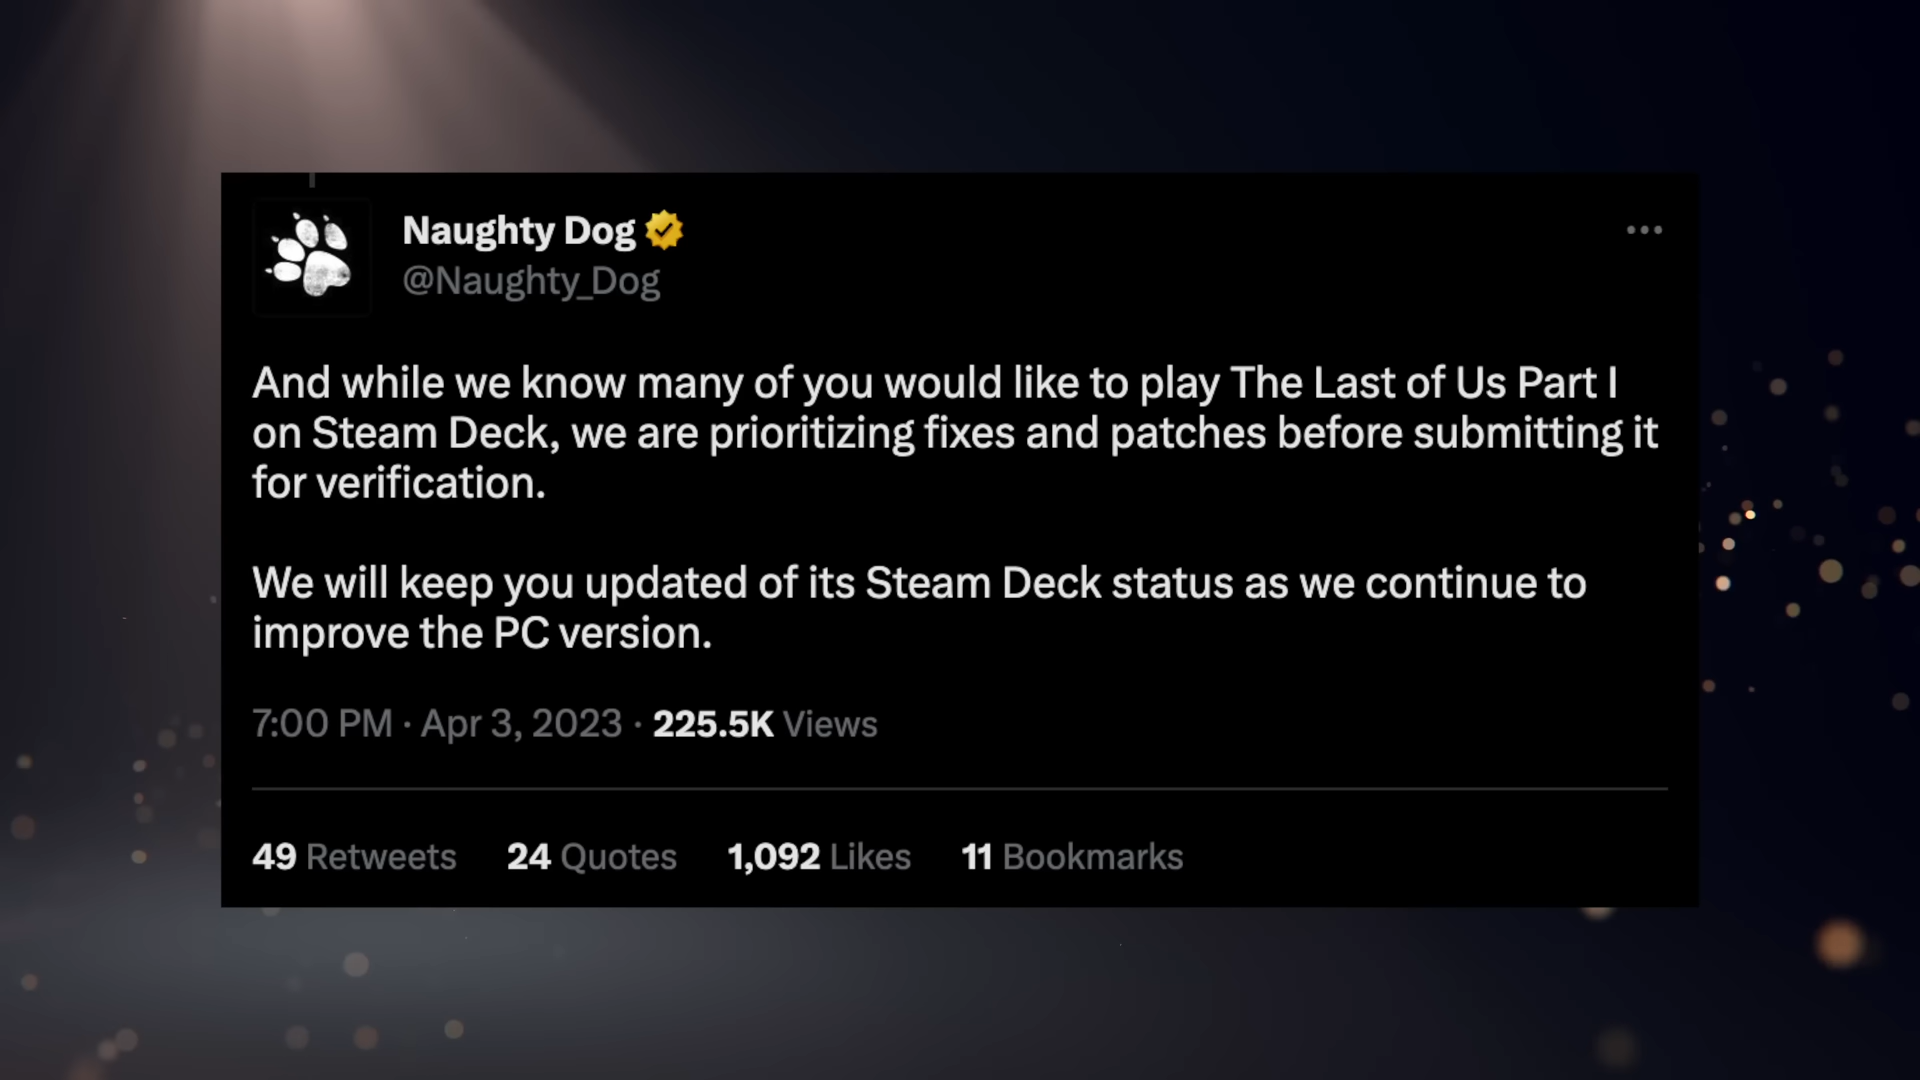 Naughty Dog
@Naughty_Dog
And while we know many of you would like to play The Last of Us Part I
on Steam Deck, we are prioritizing fixes and patches before submitting it
for verification.
We will keep you updated of its Steam Deck status as we continue to
improve the PC version.
7:00 PM · Apr 3, 2023 · 225.5K Views
49 Retweets 24 Quotes 1,092 Likes 11 Bookmarks